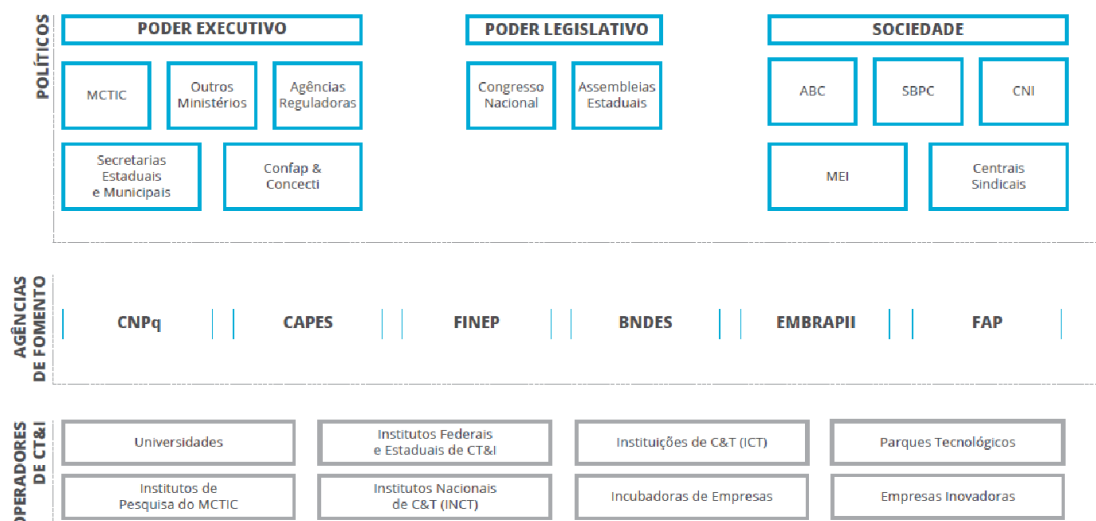 POLÍTICOS
PODER EXECUTIVO
PODER LEGISLATIVO
SOCIEDADE
MCTIC
Outros
Ministérios
Agências
Reguladoras
Congresso
Nacional
Assembleias
Estaduais
ABC
SBPC
CNI
Secretarias
Estaduais
e Municipais
Confap &
Concecti
MEI
Centrais
Sindicais
AGÊNCIAS
DE FOMENTO
CNPq
CAPES
FINEP
BNDES
EMBRAPII
FAP
OPERADORES
DE CT&I
Universidades
Institutos Federais
e Estaduais de CT&I
Instituições de C&T (ICT)
Parques Tecnológicos
Institutos de
Pesquisa do MCTIC
Institutos Nacionais
de C&T (INCT)
Incubadoras de Empresas
Empresas Inovadoras